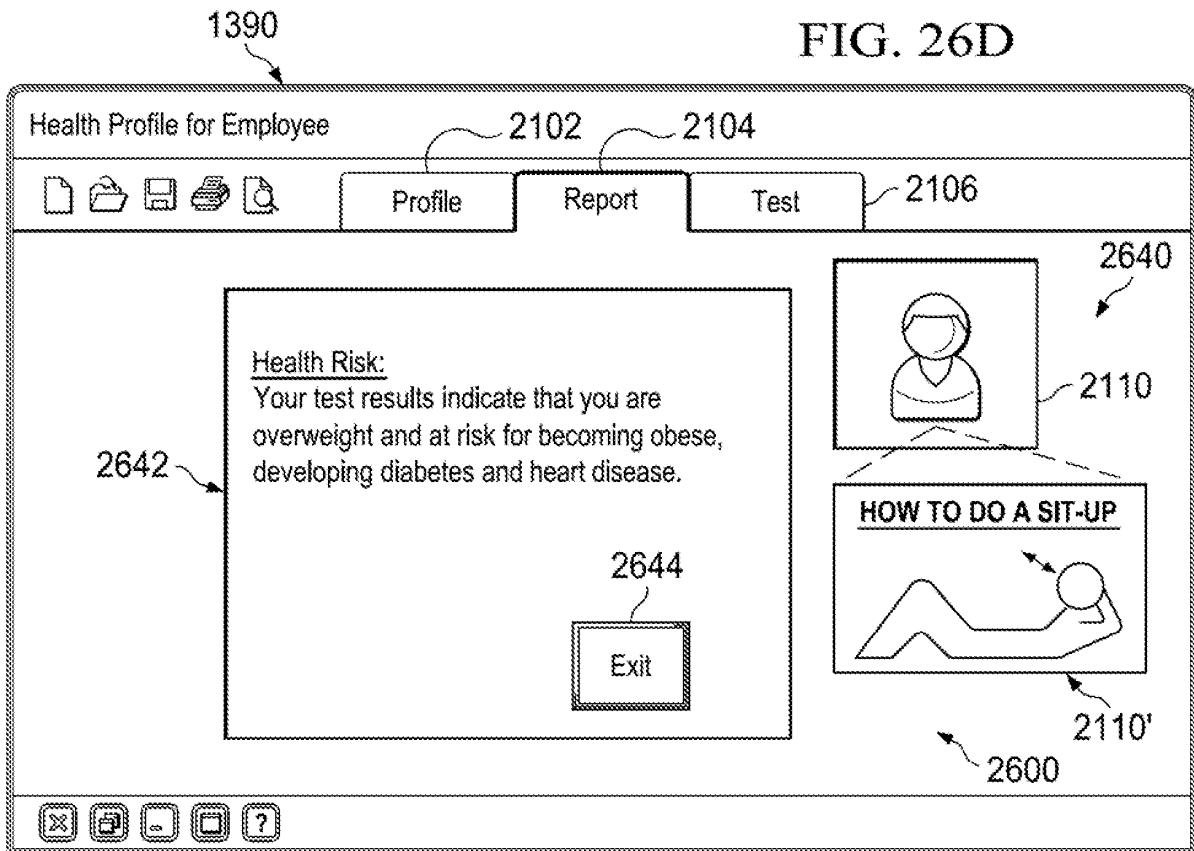 1390
FIG. 26D
Health Profile for Employee
2102
2104
Profile
Report
Test
2106
2640
Health Risk:
Your test results indicate that you are
overweight and at risk for becoming obese,
developing diabetes and heart disease.
2642
2110
HOW TO DO A SIT-UP
2644
Exit
2110'
2600
?